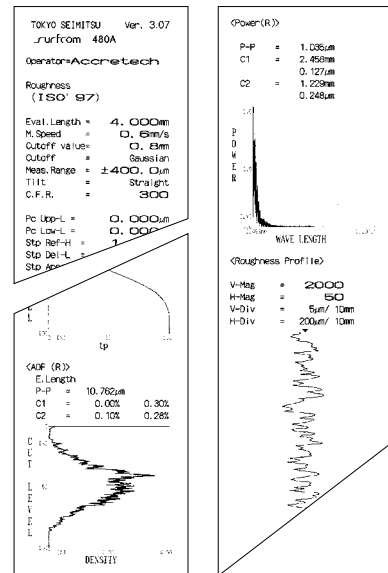 TOKYO SEIMITSU Ver. 3.07
surfcom 480A
Operator=Accretech
Roughness
(ISO' 97)
Eval.Length = 4.000mm
M.Speed = 0.6mm/s
Cutoff value= 0.8mm
Cutoff = Gaussian
Meas.Range = ±400.0μm
Tilt = Straight
C.F.R. = 300
Pc Upp-L = 0.000μm
Pc Low-L = 0.000
Stp Ref-H = 1
Stp Del-L =
L
tp
<ADF (R)>
E.Length
P-P = 10.762μm
C1 = 0.00% 0.30%
C2 = 0.10% 0.28%
CUT LEVEL
DENSITY
<Power(R)>
P-P = 1.036μm
C1 = 2.458mm
0.127μm
C2 = 1.229mm
0.248μm
POWER
WAVE LENGTH
<Roughness Profile>
V-Mag = 2000
H-Mag = 50
V-Div = 5μm/ 10mm
H-Div = 200μm/ 10mm